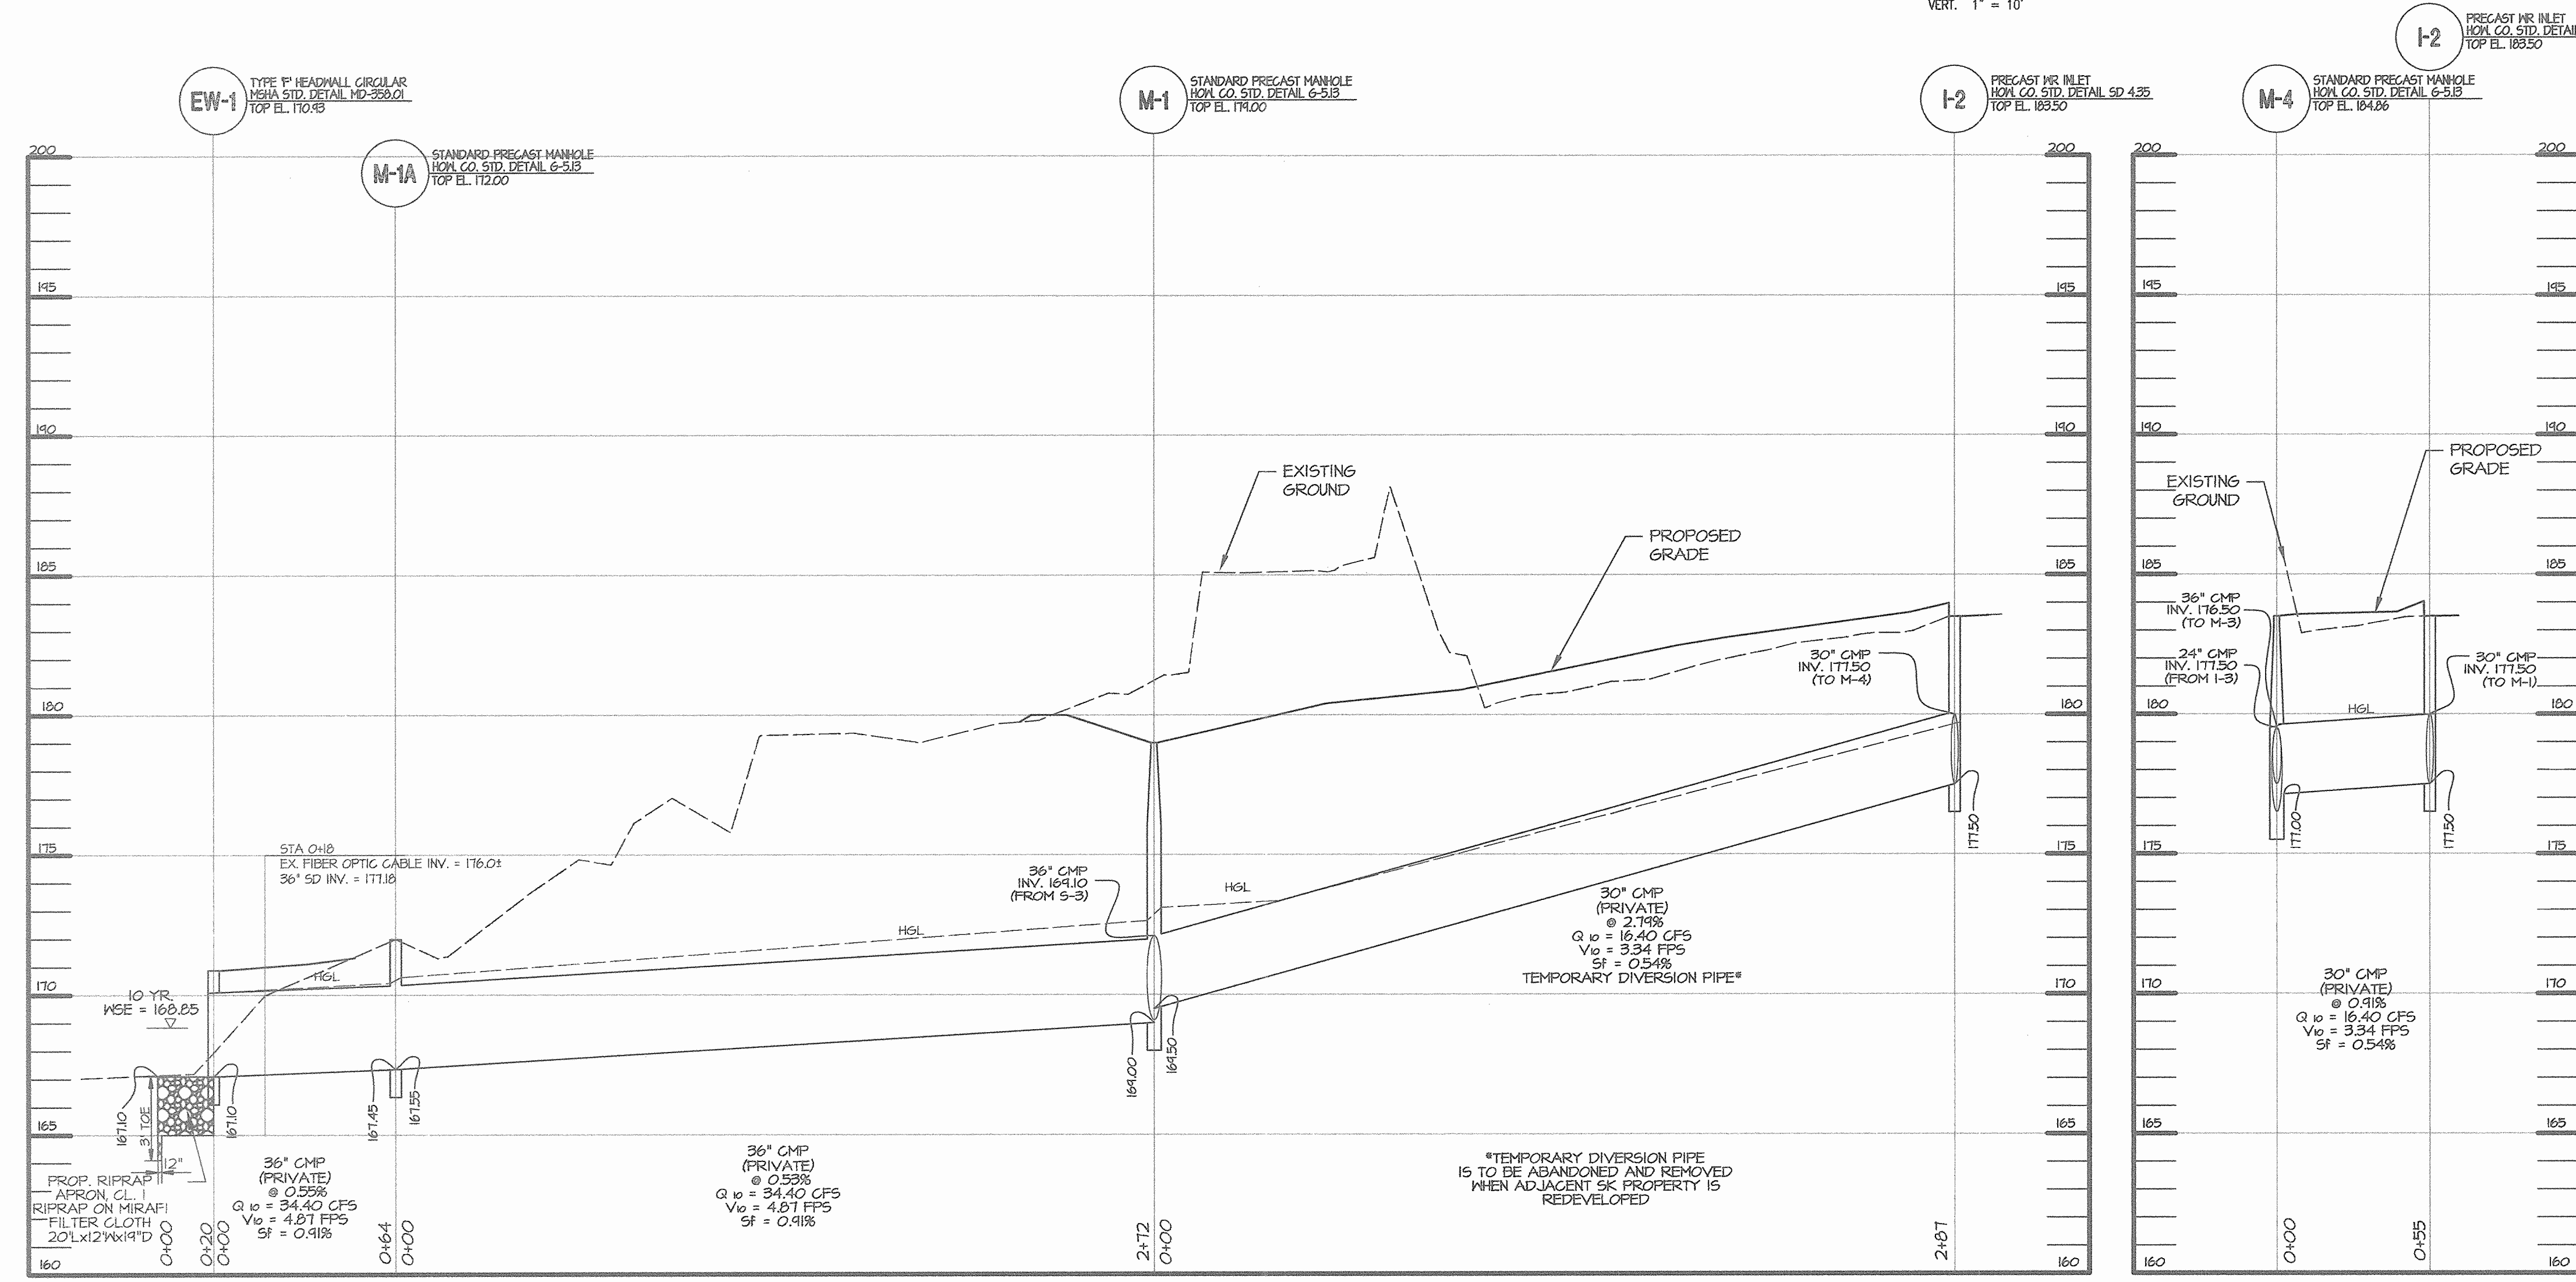 VERT. 1" = 10'
EW-1
TYPE 'F' HEADWALL CIRCULAR
MSHA STD. DETAIL MD-358.01
TOP EL. 170.93
M-1A
STANDARD PRECAST MANHOLE
HOW. CO. STD. DETAIL G-5.13
TOP EL. 172.00
M-1
STANDARD PRECAST MANHOLE
HOW. CO. STD. DETAIL G-5.13
TOP EL. 179.00
I-2
PRECAST WR INLET
HOW. CO. STD. DETAIL SD 4.35
TOP EL. 183.50
M-4
STANDARD PRECAST MANHOLE
HOW. CO. STD. DETAIL G-5.13
TOP EL. 184.86
I-2
PRECAST WR INLET
HOW. CO. STD. DETAIL
TOP EL. 183.50
200
195
190
185
180
175
170
165
160
EXISTING
GROUND
PROPOSED
GRADE
STA 0+18
EX. FIBER OPTIC CABLE INV. = 176.0±
36" SD INV. = 177.18
HGL
HGL
HGL
10 YR.
WSE = 168.85
36" CMP
INV. 169.10
(FROM S-3)
30" CMP
INV. 177.50
(TO M-4)
30" CMP
(PRIVATE)
@ 2.79%
Q10 = 16.40 CFS
V10 = 3.34 FPS
Sf = 0.54%
TEMPORARY DIVERSION PIPE*
*TEMPORARY DIVERSION PIPE
IS TO BE ABANDONED AND REMOVED
WHEN ADJACENT SK PROPERTY IS
REDEVELOPED
167.10
3' TOE
12"
167.10
167.45
167.55
169.00
169.50
177.50
PROP. RIPRAP
APRON, CL. I
RIPRAP ON MIRAFI
FILTER CLOTH
20'Lx12'Wx19"D
36" CMP
(PRIVATE)
@ 0.55%
Q10 = 34.40 CFS
V10 = 4.87 FPS
Sf = 0.91%
36" CMP
(PRIVATE)
@ 0.53%
Q10 = 34.40 CFS
V10 = 4.87 FPS
Sf = 0.91%
0+00
0+20
0+00
0+64
0+00
2+72
0+00
2+87
200
195
190
185
180
175
170
165
160
200
195
190
185
180
175
170
165
160
EXISTING
GROUND
PROPOSED
GRADE
36" CMP
INV. 176.50
(TO M-3)
24" CMP
INV. 177.50
(FROM I-3)
30" CMP
INV. 177.50
(TO M-1)
HGL
177.00
177.50
30" CMP
(PRIVATE)
@ 0.91%
Q10 = 16.40 CFS
V10 = 3.34 FPS
Sf = 0.54%
0+00
0+55
200
195
190
185
180
175
170
165
160